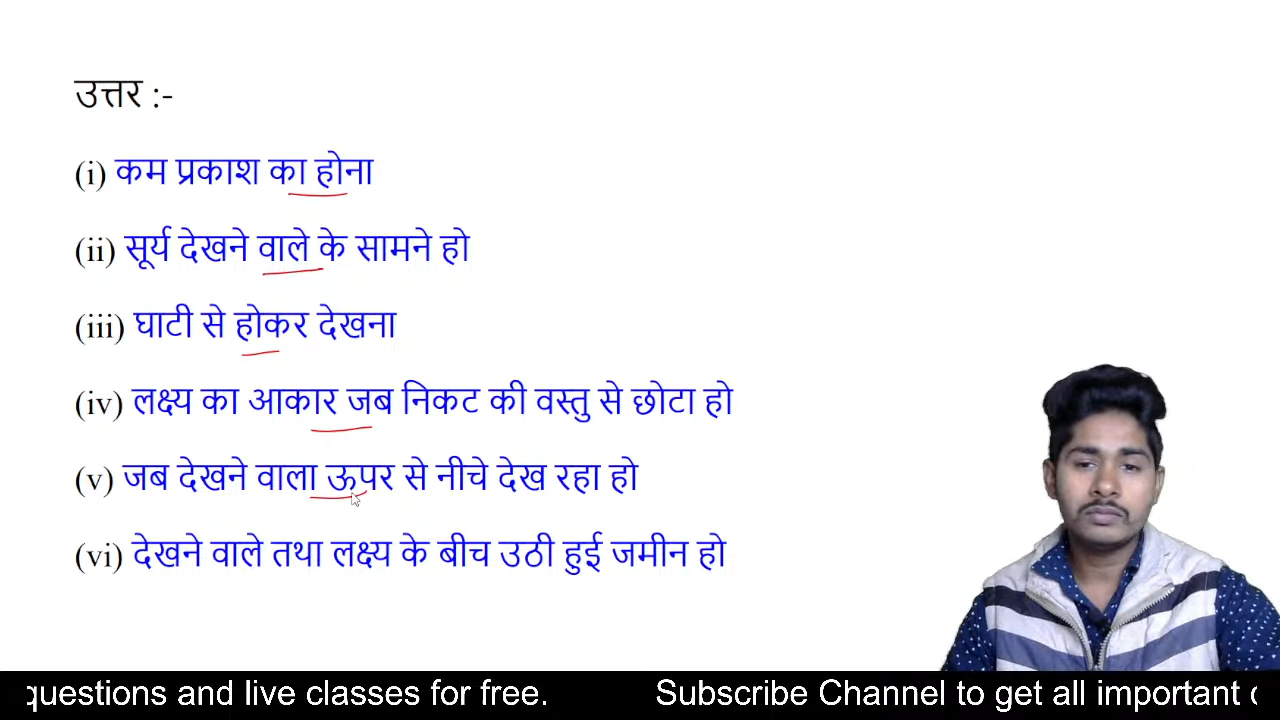 उत्तर :-
(i) कम प्रकाश का होना
(ii) सूर्य देखने वाले के सामने हो
(iii) घाटी से होकर देखना
(iv) लक्ष्य का आकार जब निकट की वस्तु से छोटा हो
(v) जब देखने वाला ऊपर से नीचे देख रहा हो
(vi) देखने वाले तथा लक्ष्य के बीच उठी हुई जमीन हो
questions and live classes for free. Subscribe Channel to get all important